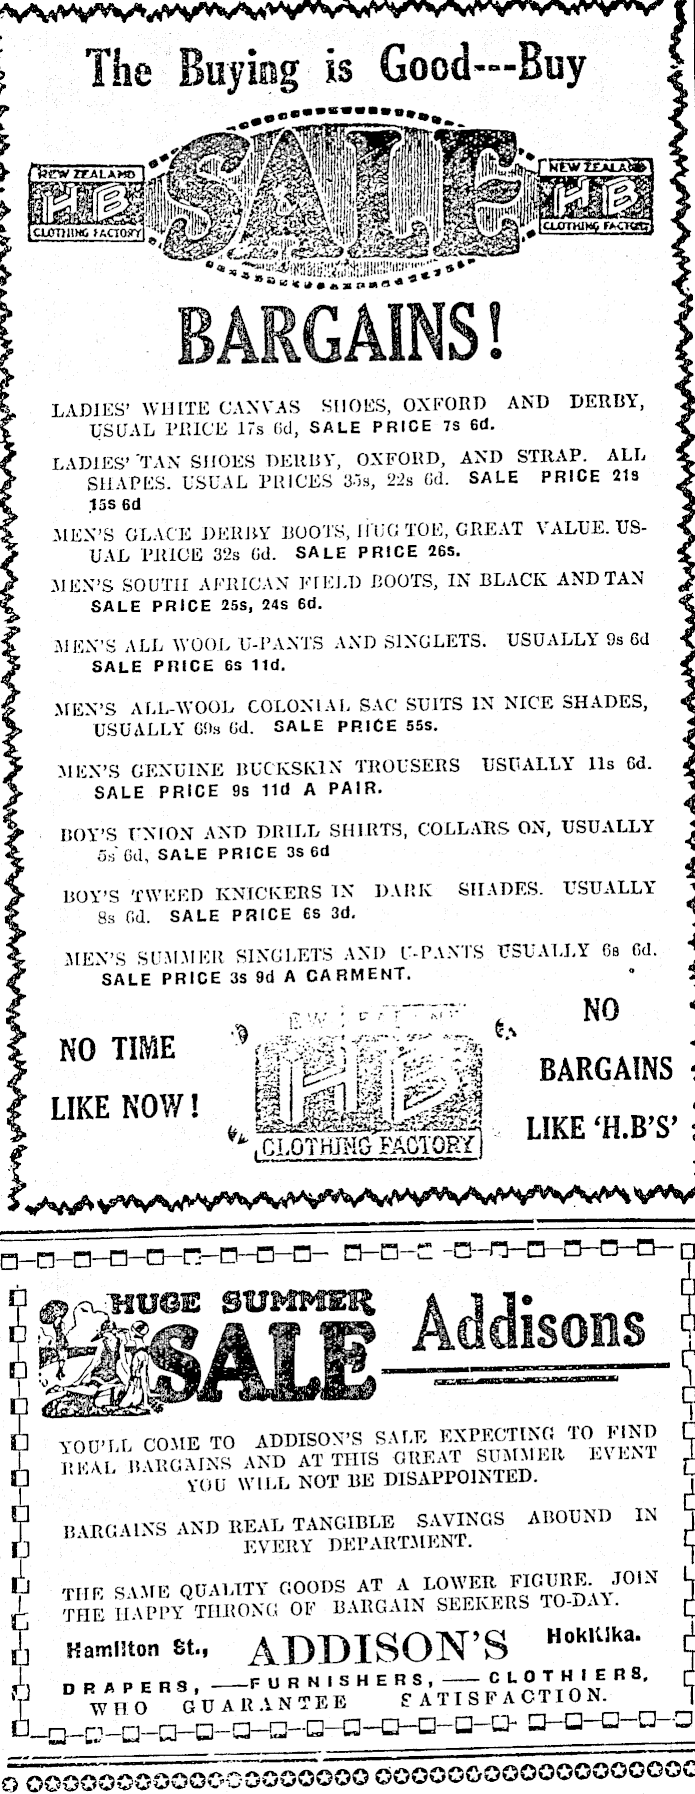 The Buying is Good---Buy
NEW ZEALAND
HB
CLOTHING FACTORY
SALE
NEW ZEALAND
HB
CLOTHING FACTORY
BARGAINS!
LADIES' WHITE CANVAS SHOES, OXFORD AND DERBY,
USUAL PRICE 17s 6d, SALE PRICE 7s 6d.
LADIES' TAN SHOES DERBY, OXFORD, AND STRAP. ALL
SHAPES. USUAL PRICES 35s, 22s 6d. SALE PRICE 21s
15s 6d
MEN'S GLACE DERBY BOOTS, HUG TOE, GREAT VALUE. US-
UAL PRICE 32s 6d. SALE PRICE 26s.
MEN'S SOUTH AFRICAN FIELD BOOTS, IN BLACK AND TAN
SALE PRICE 25s, 24s 6d.
MEN'S ALL WOOL U-PANTS AND SINGLETS. USUALLY 9s 6d
SALE PRICE 6s 11d.
MEN'S ALL-WOOL COLONIAL SAC SUITS IN NICE SHADES,
USUALLY 69s 6d. SALE PRICE 55s.
MEN'S GENUINE BUCKSKIN TROUSERS USUALLY 11s 6d.
SALE PRICE 9s 11d A PAIR.
BOY'S UNION AND DRILL SHIRTS, COLLARS ON, USUALLY
5s 6d, SALE PRICE 3s 6d
BOY'S TWEED KNICKERS IN DARK SHADES. USUALLY
8s 6d. SALE PRICE 6s 3d.
MEN'S SUMMER SINGLETS AND U-PANTS USUALLY 6s 6d.
SALE PRICE 3s 9d A GARMENT.
NO TIME
LIKE NOW!
HB
CLOTHING FACTORY
NO
BARGAINS
LIKE 'H.B'S'
HUGE SUMMER
SALE
Addisons
YOU'LL COME TO ADDISON'S SALE EXPECTING TO FIND
REAL BARGAINS AND AT THIS GREAT SUMMER EVENT
YOU WILL NOT BE DISAPPOINTED.
BARGAINS AND REAL TANGIBLE SAVINGS ABOUND IN
EVERY DEPARTMENT.
THE SAME QUALITY GOODS AT A LOWER FIGURE. JOIN
THE HAPPY THRONG OF BARGAIN SEEKERS TO-DAY.
Hamilton St., ADDISON'S Hokitika.
DRAPERS, —FURNISHERS, — CLOTHIERS,
WHO GUARANTEE SATISFACTION.